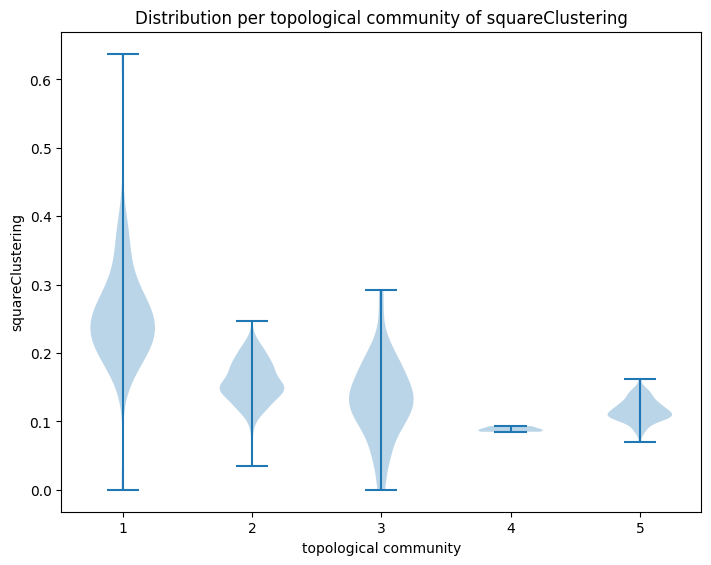 Distribution per topological community of squareClustering
squareClustering
0.6
0.5
0.4
0.3
0.2
0.1
0.0
1 2 3 4 5
topological community